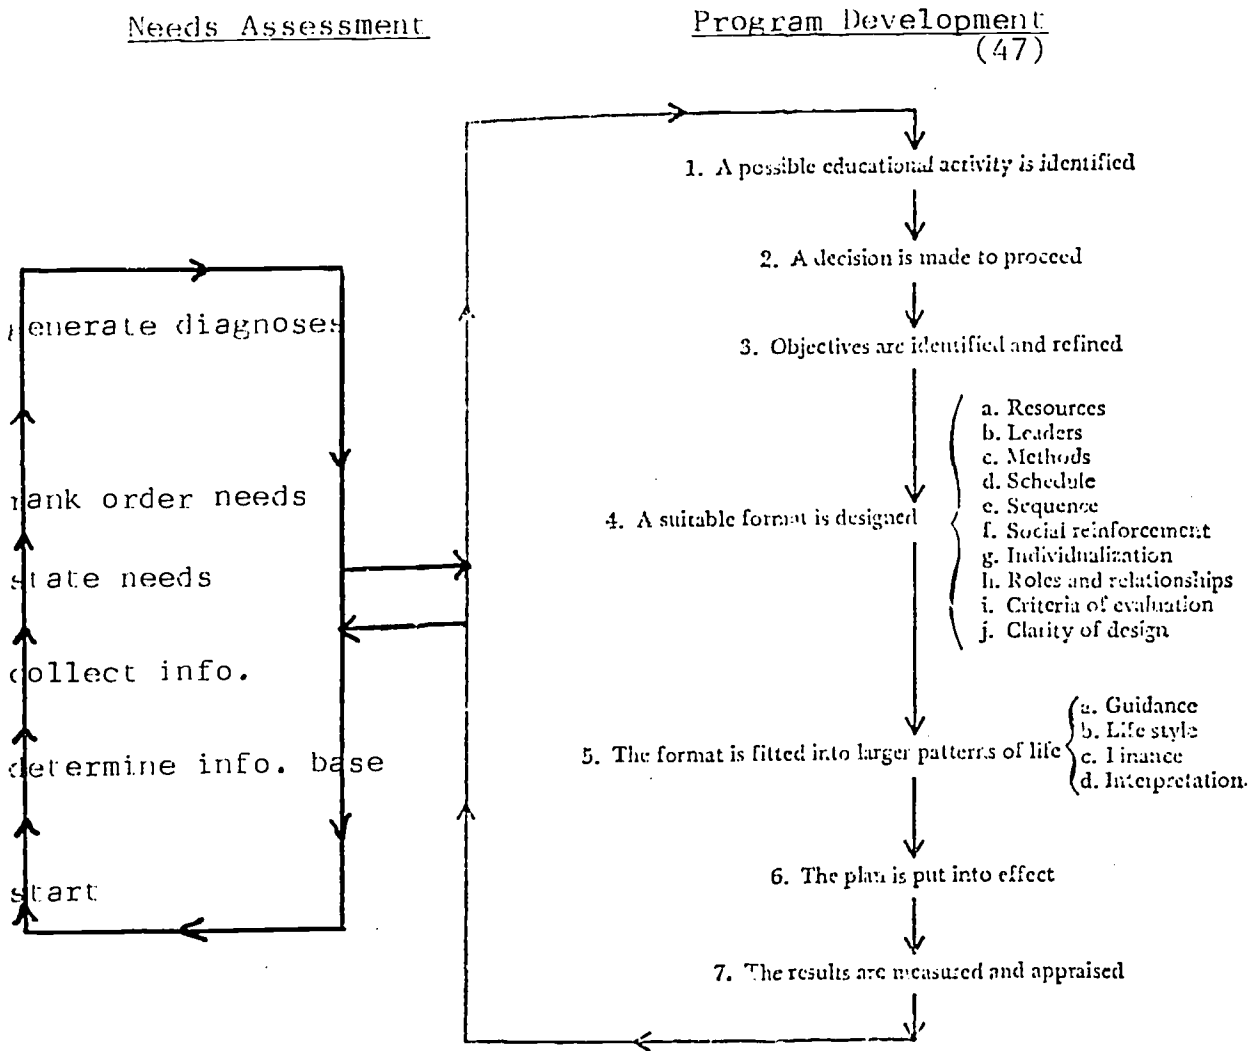 Needs Assessment
Program Development
(47)
1. A possible educational activity is identified
2. A decision is made to proceed
3. Objectives are identified and refined
4. A suitable format is designed
a. Resources
b. Leaders
c. Methods
d. Schedule
e. Sequence
f. Social reinforcement
g. Individualization
h. Roles and relationships
i. Criteria of evaluation
j. Clarity of design
5. The format is fitted into larger patterns of life
a. Guidance
b. Life style
c. Finance
d. Interpretation
6. The plan is put into effect
7. The results are measured and appraised
generate diagnoses
rank order needs
state needs
collect info.
determine info. base
start